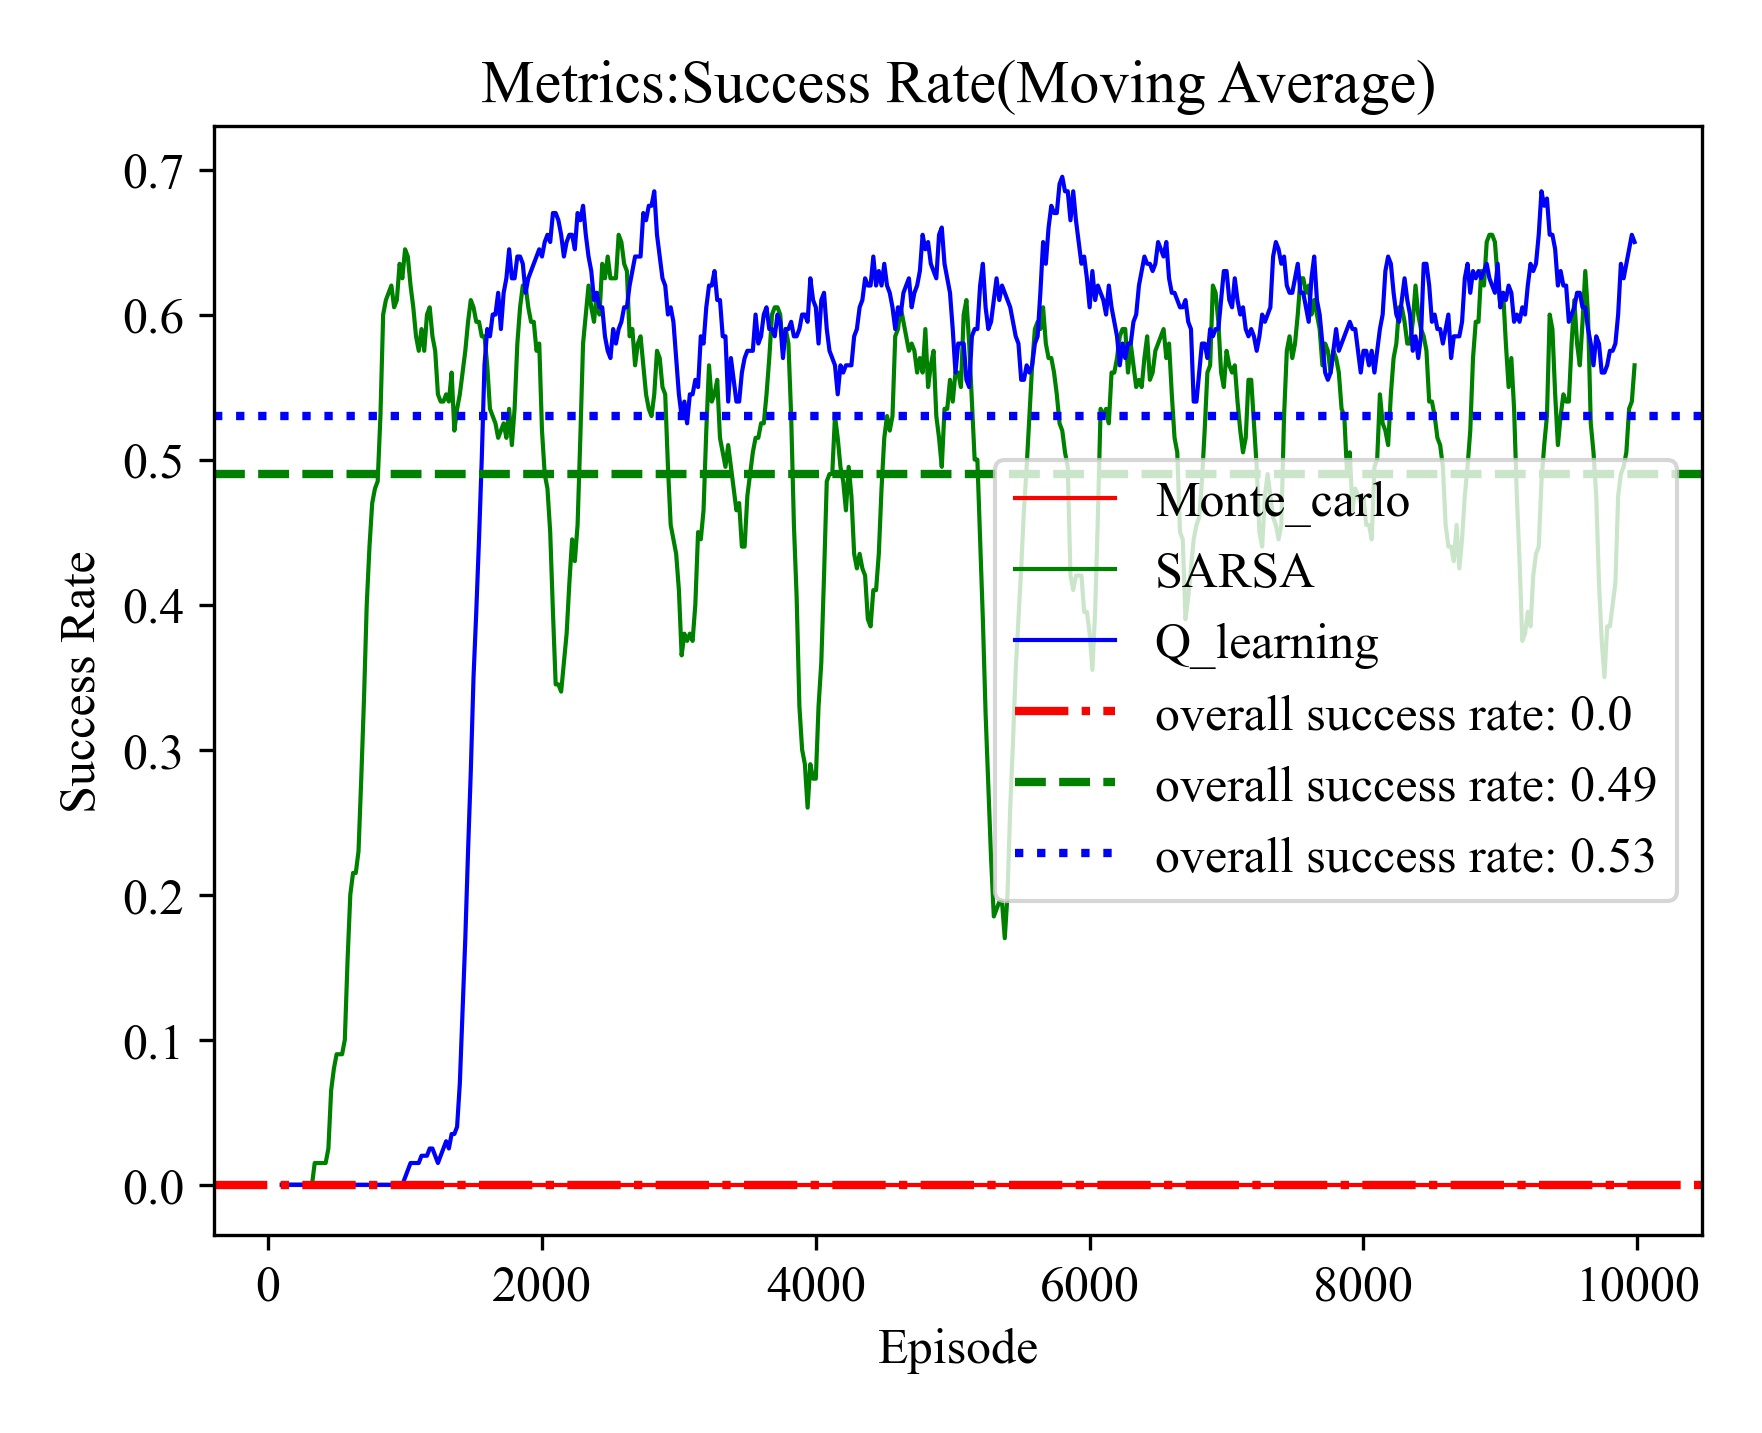 Metrics:Success Rate(Moving Average)
0.7
0.6
0.5
0.4
0.3
0.2
0.1
0.0
Success Rate
Monte_carlo
SARSA
Q_learning
overall success rate: 0.0
overall success rate: 0.49
overall success rate: 0.53
0 2000 4000 6000 8000 10000
Episode